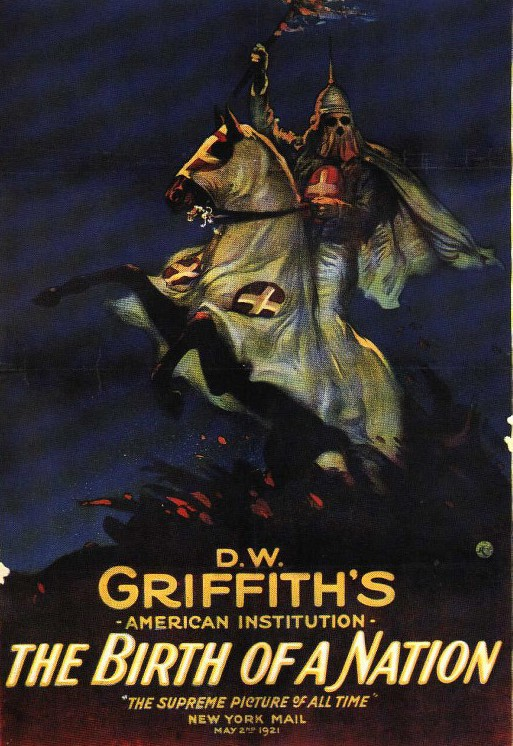 D.W.
GRIFFITH'S
- AMERICAN INSTITUTION -
THE BIRTH OF A NATION
"THE SUPREME PICTURE OF ALL TIME"
NEW YORK MAIL
MAY 2ND 1921